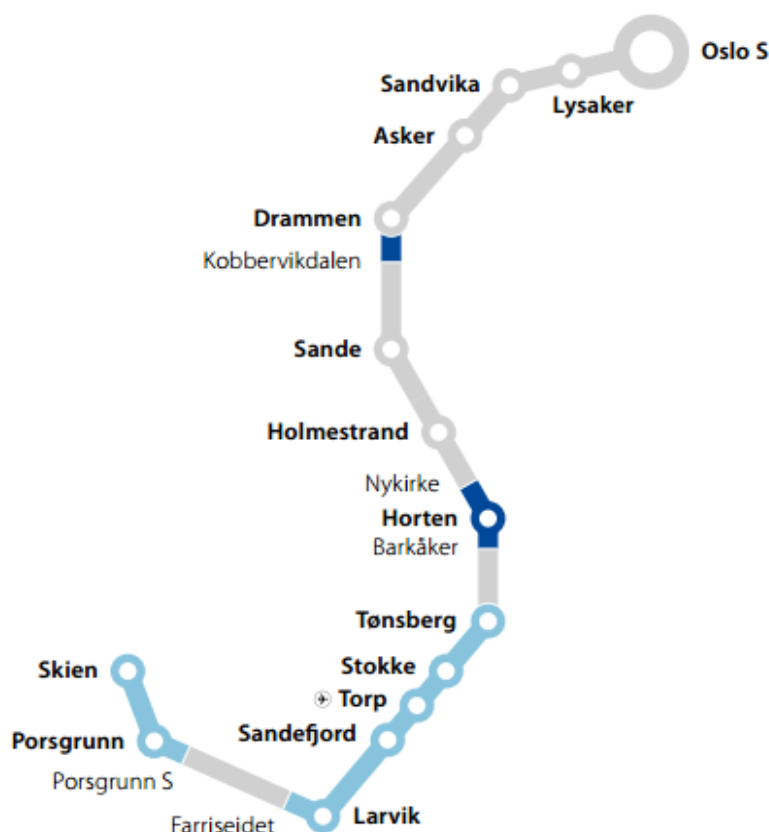 Oslo S
Sandvika
Lysaker
Asker
Drammen
Kobbervikdalen
Sande
Holmestrand
Nykirke
Horten
Barkåker
Tønsberg
Stokke
Skien
Torp
Sandefjord
Porsgrunn
Porsgrunn S
Larvik
Farriseidet